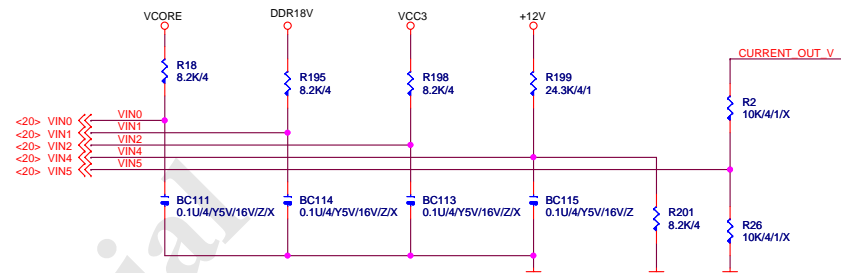 VCORE
DDR18V
VCC3
+12V
CURRENT_OUT_V
R18
8.2K/4
R195
8.2K/4
R198
8.2K/4
R199
24.3K/4/1
R2
10K/4/1/X
<20> VIN0 VIN0
<20> VIN1 VIN1
<20> VIN2 VIN2
<20> VIN4 VIN4
<20> VIN5 VIN5
BC111
0.1U/4/Y5V/16V/Z/X
BC114
0.1U/4/Y5V/16V/Z/X
BC113
0.1U/4/Y5V/16V/Z/X
BC115
0.1U/4/Y5V/16V/Z
R201
8.2K/4
R26
10K/4/1/X
ial